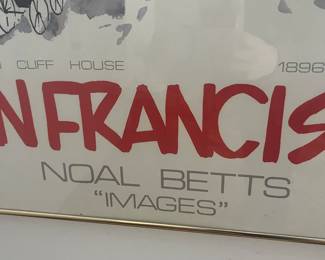 CLIFF HOUSE 1896
N FRANCIS
NOAL BETTS
"IMAGES"